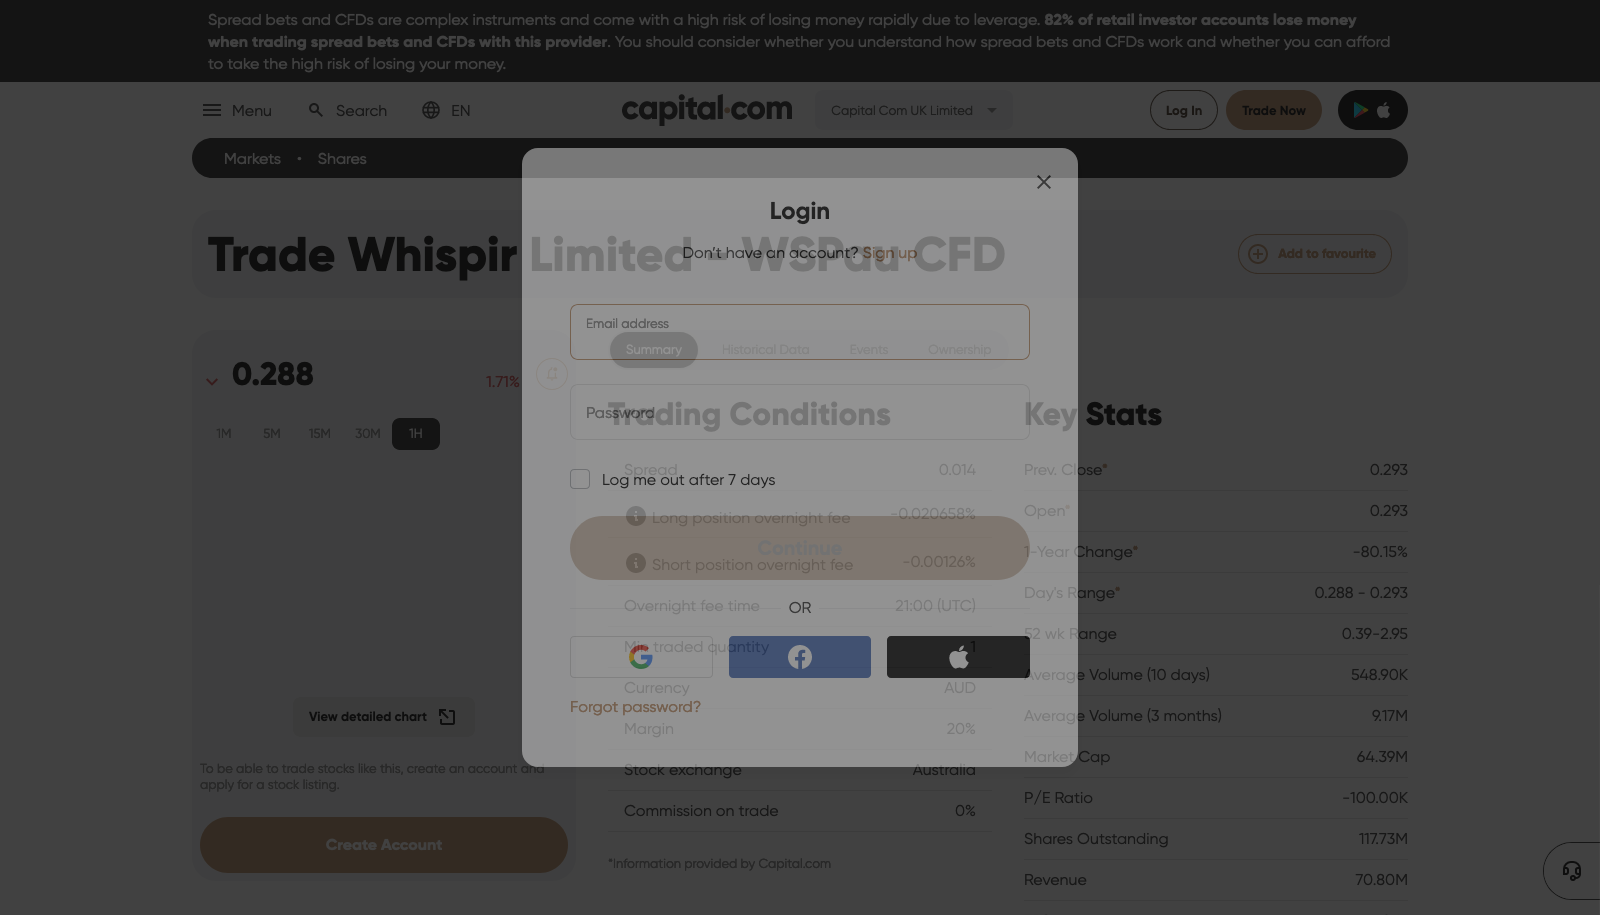 Spread bets and CFDs are complex instruments and come with a high risk of losing money rapidly due to leverage. 82% of retail investor accounts lose money
when trading spread bets and CFDs with this provider. You should consider whether you understand how spread bets and CFDs work and whether you can afford
to take the high risk of losing your money.
Menu Search EN capital.com Capital Com UK Limited Log In Trade Now
Markets • Shares
Login
Don't have an account? Sign up
Trade Whispir Limited - WSPau CFD
Add to favourite
Email address
Summary Historical Data Events Ownership
0.288 1.71%
Password
1M 5M 15M 30M 1H
Log me out after 7 days
Continue
OR
Forgot password?
View detailed chart
To be able to trade stocks like this, create an account and
apply for a stock listing.
Create Account
Trading Conditions
Spread 0.014
Long position overnight fee -0.020658%
Short position overnight fee -0.00126%
Overnight fee time 21:00 (UTC)
Min traded quantity 1
Currency AUD
Margin 20%
Stock exchange Australia
Commission on trade 0%
*Information provided by Capital.com
Key Stats
Prev. Close* 0.293
Open* 0.293
1-Year Change* -80.15%
Day's Range* 0.288 - 0.293
52 wk Range 0.39-2.95
Average Volume (10 days) 548.90K
Average Volume (3 months) 9.17M
Market Cap 64.39M
P/E Ratio -100.00K
Shares Outstanding 117.73M
Revenue 70.80M